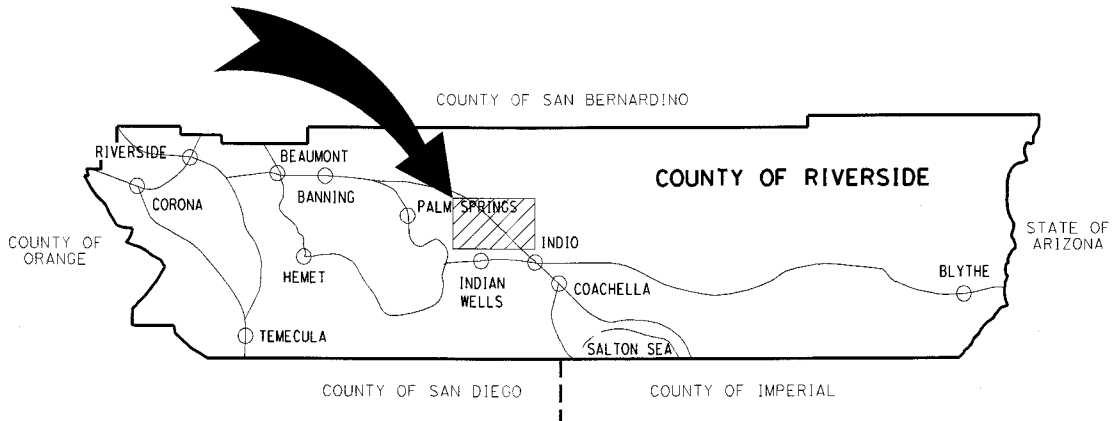 COUNTY OF SAN BERNARDINO
RIVERSIDE
BEAUMONT
BANNING
CORONA
PALM SPRINGS
COUNTY OF RIVERSIDE
COUNTY OF
ORANGE
HEMET
INDIO
INDIAN
WELLS
COACHELLA
BLYTHE
STATE OF
ARIZONA
TEMECULA
SALTON SEA
COUNTY OF SAN DIEGO
COUNTY OF IMPERIAL